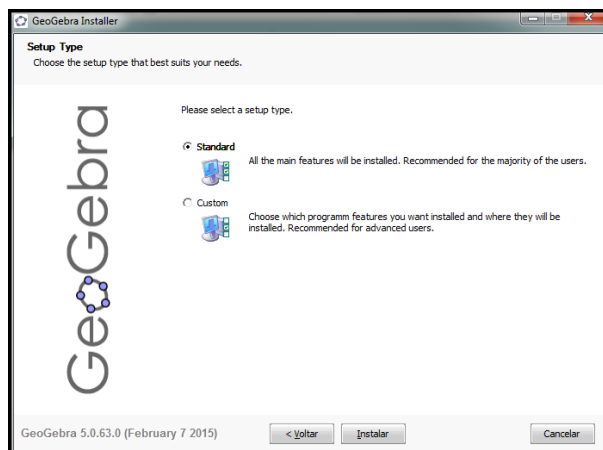 GeoGebra Installer
Setup Type
Choose the setup type that best suits your needs.
GeoGebra
Please select a setup type.
Standard
All the main features will be installed. Recommended for the majority of the users.
Custom
Choose which programm features you want installed and where they will be
installed. Recommended for advanced users.
GeoGebra 5.0.63.0 (February 7 2015)
< Voltar
Instalar
Cancelar